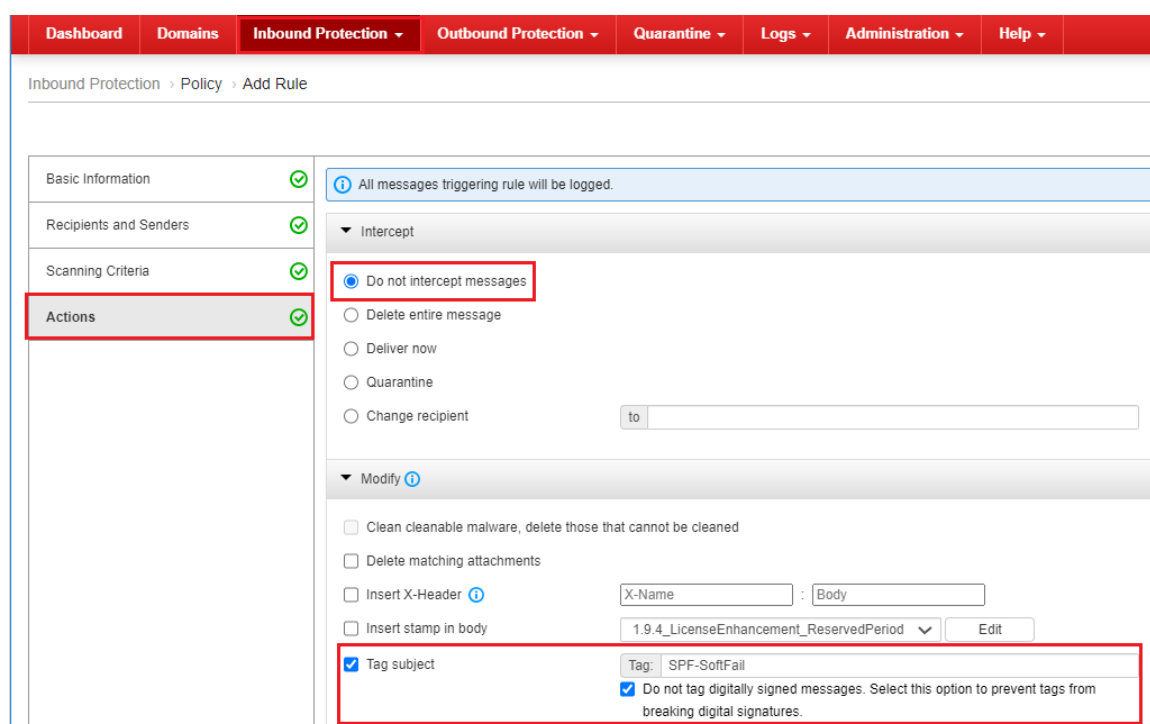 Dashboard Domains Inbound Protection Outbound Protection Quarantine Logs Administration Help
Inbound Protection > Policy > Add Rule
Basic Information
Recipients and Senders
Scanning Criteria
Actions
All messages triggering rule will be logged.
Intercept
Do not intercept messages
Delete entire message
Deliver now
Quarantine
Change recipient to
Modify
Clean cleanable malware, delete those that cannot be cleaned
Delete matching attachments
Insert X-Header X-Name : Body
Insert stamp in body 1.9.4_LicenseEnhancement_ReservedPeriod Edit
Tag subject Tag: SPF-SoftFail
Do not tag digitally signed messages. Select this option to prevent tags from
breaking digital signatures.